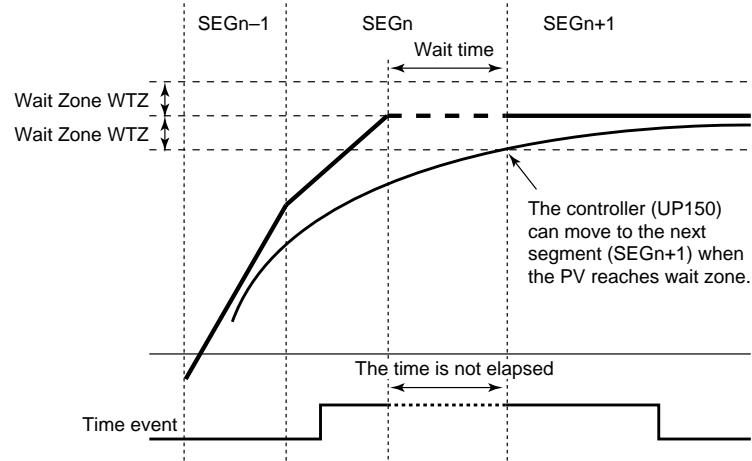 SEGn–1
SEGn
SEGn+1
Wait time
Wait Zone WTZ
Wait Zone WTZ
The controller (UP150)
can move to the next
segment (SEGn+1) when
the PV reaches wait zone.
The time is not elapsed
Time event